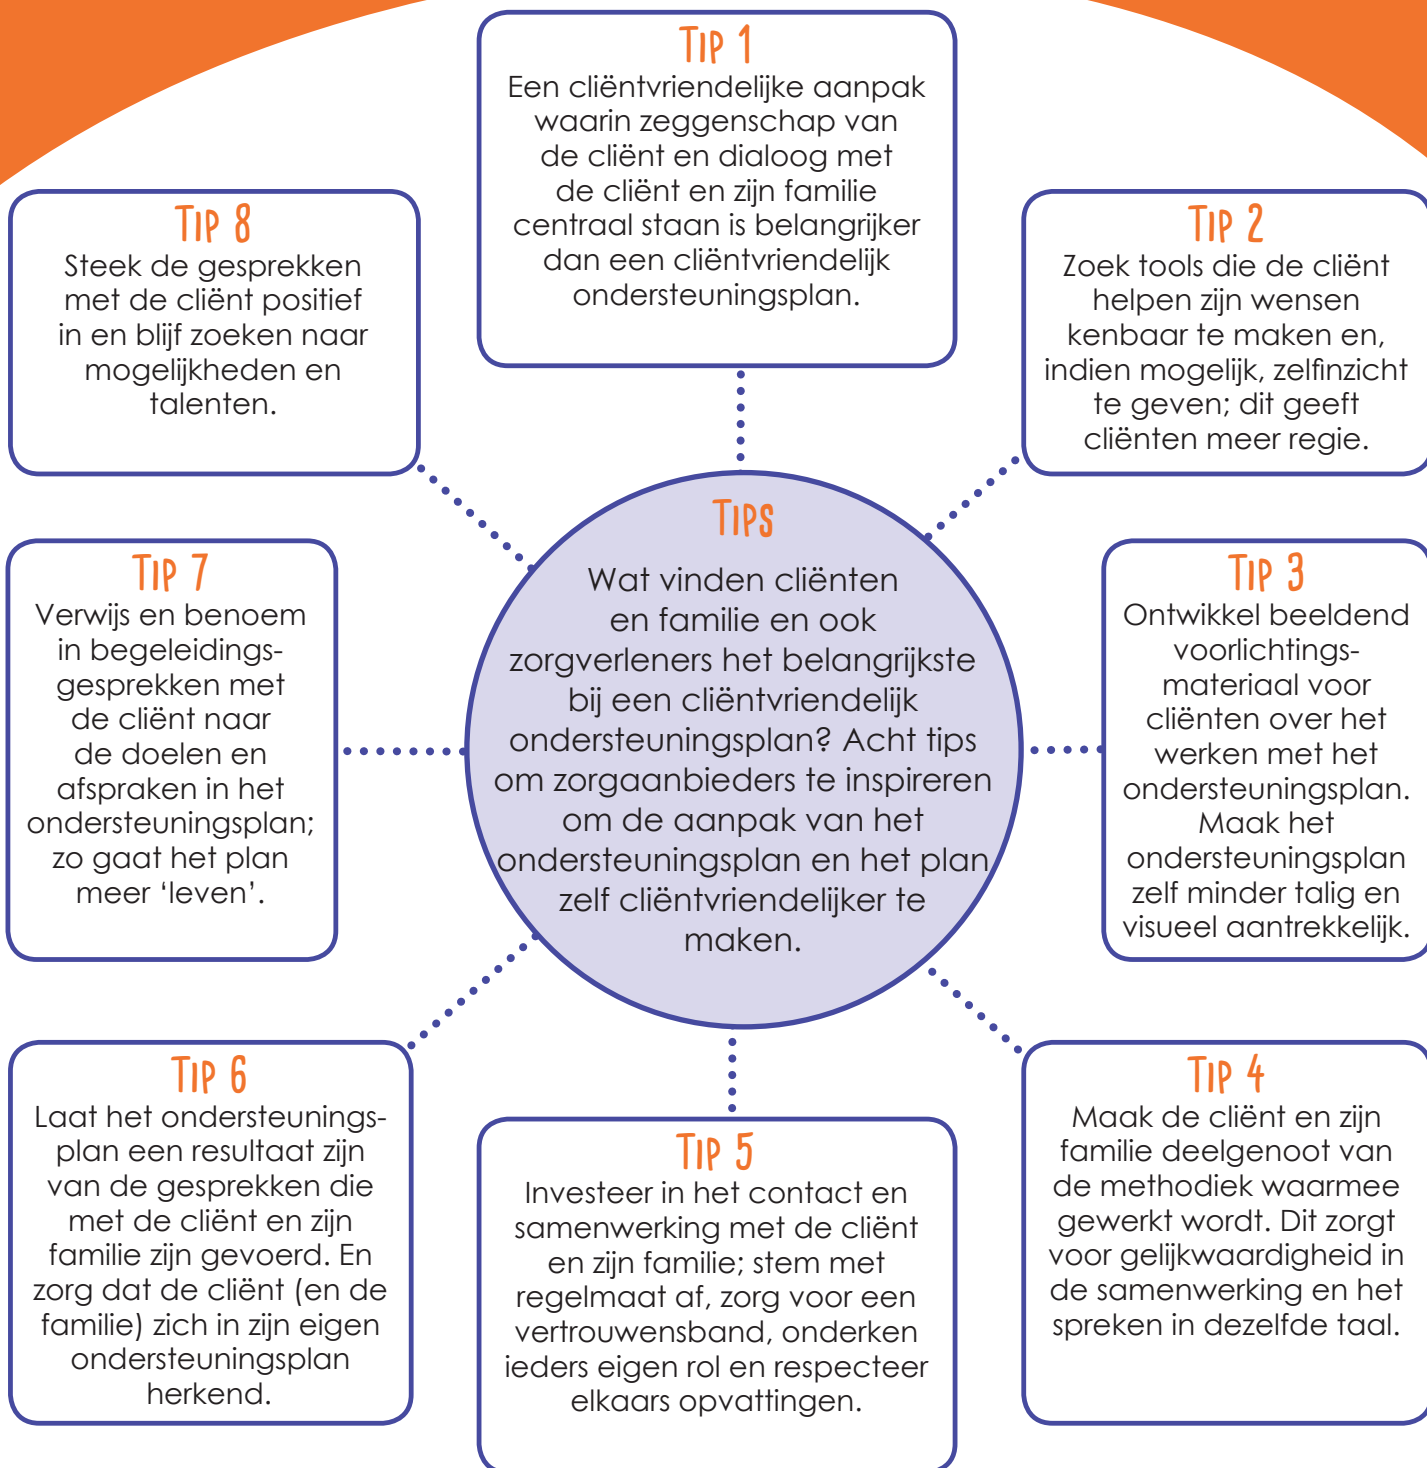 Tip 1
Een cliëntvriendelijke aanpak
waarin zeggenschap van
de cliënt en dialoog met
de cliënt en zijn familie
centraal staan is belangrijker
dan een cliëntvriendelijk
ondersteuningsplan.
Tip 2
Zoek tools die de cliënt
helpen zijn wensen
kenbaar te maken en,
indien mogelijk, zelfinzicht
te geven; dit geeft
cliënten meer regie.
Tip 3
Ontwikkel beeldend
voorlichtings-
materiaal voor
cliënten over het
werken met het
ondersteuningsplan.
Maak het
ondersteuningsplan
zelf minder talig en
visueel aantrekkelijk.
Tip 4
Maak de cliënt en zijn
familie deelgenoot van
de methodiek waarmee
gewerkt wordt. Dit zorgt
voor gelijkwaardigheid in
de samenwerking en het
spreken in dezelfde taal.
Tip 5
Investeer in het contact en
samenwerking met de cliënt
en zijn familie; stem met
regelmaat af, zorg voor een
vertrouwensband, onderken
ieders eigen rol en respecteer
elkaars opvattingen.
Tip 6
Laat het ondersteunings-
plan een resultaat zijn
van de gesprekken die
met de cliënt en zijn
familie zijn gevoerd. En
zorg dat de cliënt (en de
familie) zich in zijn eigen
ondersteuningsplan
herkend.
Tip 7
Verwijs en benoem
in begeleidings-
gesprekken met
de cliënt naar
de doelen en
afspraken in het
ondersteuningsplan;
zo gaat het plan
meer ‘leven’.
Tip 8
Steek de gesprekken
met de cliënt positief
in en blijf zoeken naar
mogelijkheden en
talenten.
Tips
Wat vinden cliënten
en familie en ook
zorgverleners het belangrijkste
bij een cliëntvriendelijk
ondersteuningsplan? Acht tips
om zorgaanbieders te inspireren
om de aanpak van het
ondersteuningsplan en het plan
zelf cliëntvriendelijker te
maken.